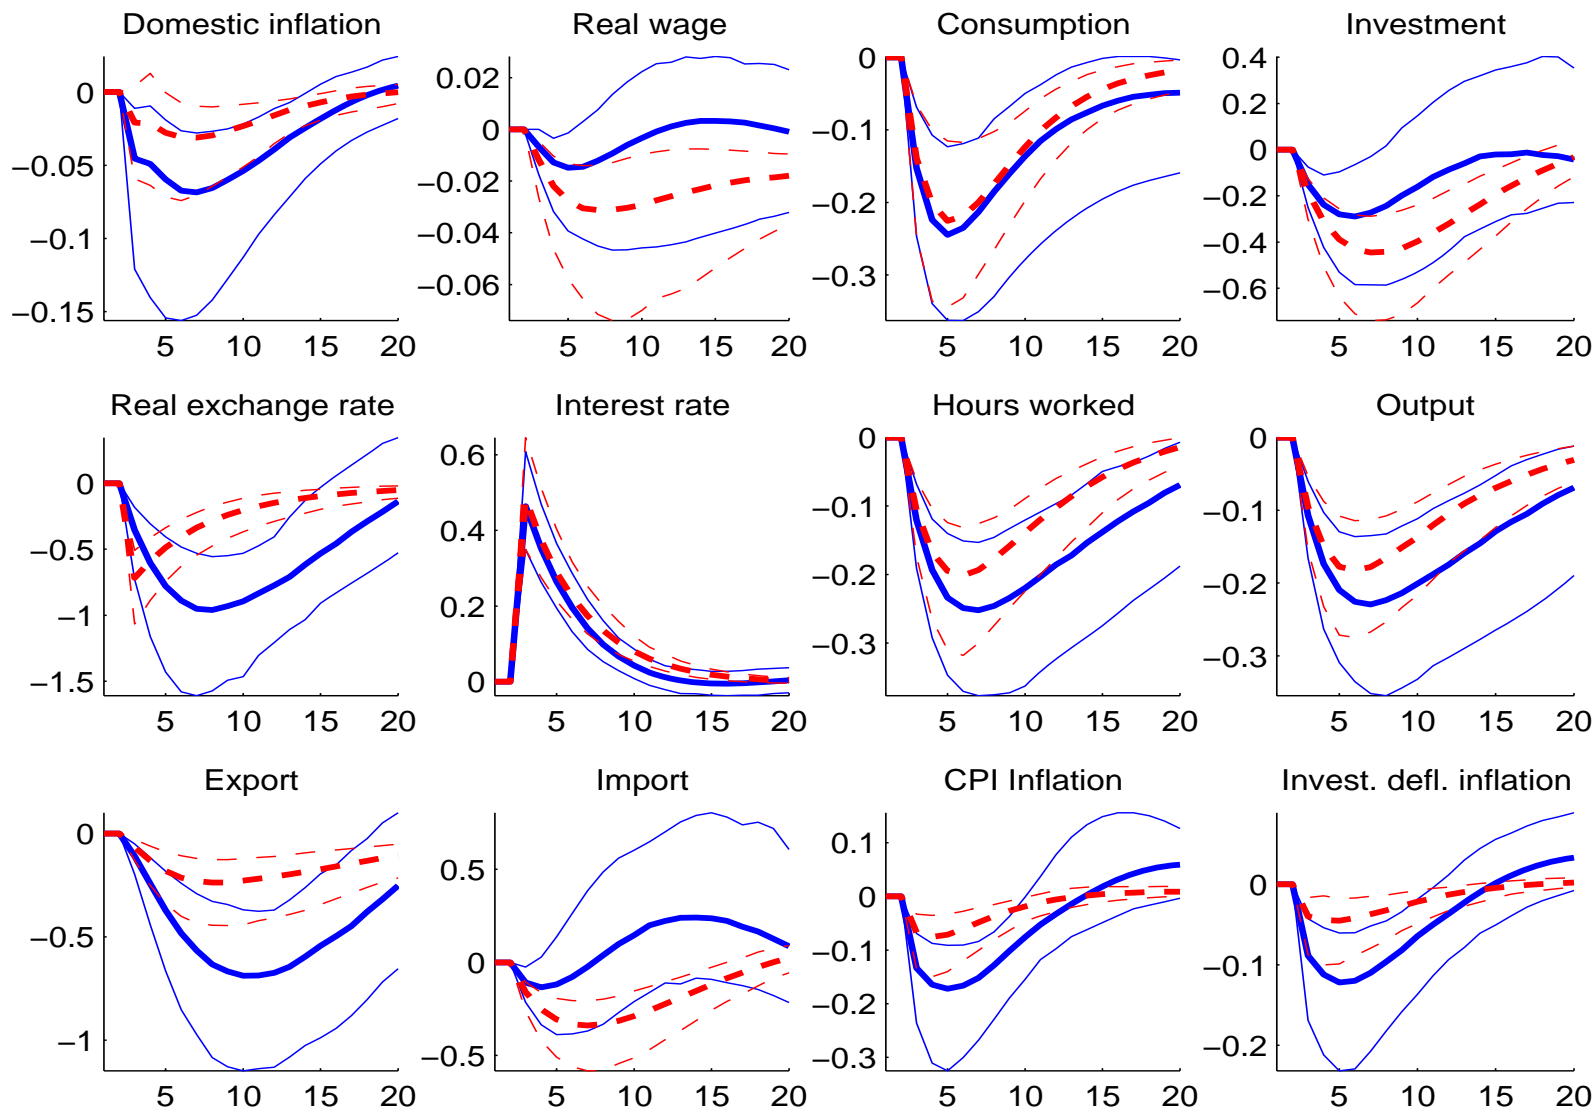 Domestic inflation Real wage Consumption Investment
0 −0.05 −0.1 −0.15
5 10 15 20
0.02 0 −0.02 −0.04 −0.06
5 10 15 20
0 −0.1 −0.2 −0.3
5 10 15 20
0.4 0.2 0 −0.2 −0.4 −0.6
5 10 15 20
Real exchange rate Interest rate Hours worked Output
0 −0.5 −1 −1.5
5 10 15 20
0.6 0.4 0.2 0
5 10 15 20
0 −0.1 −0.2 −0.3
5 10 15 20
0 −0.1 −0.2 −0.3
5 10 15 20
Export Import CPI Inflation Invest. defl. inflation
0 −0.5 −1
5 10 15 20
0.5 0 −0.5
5 10 15 20
0.1 0 −0.1 −0.2 −0.3
5 10 15 20
0 −0.1 −0.2
5 10 15 20